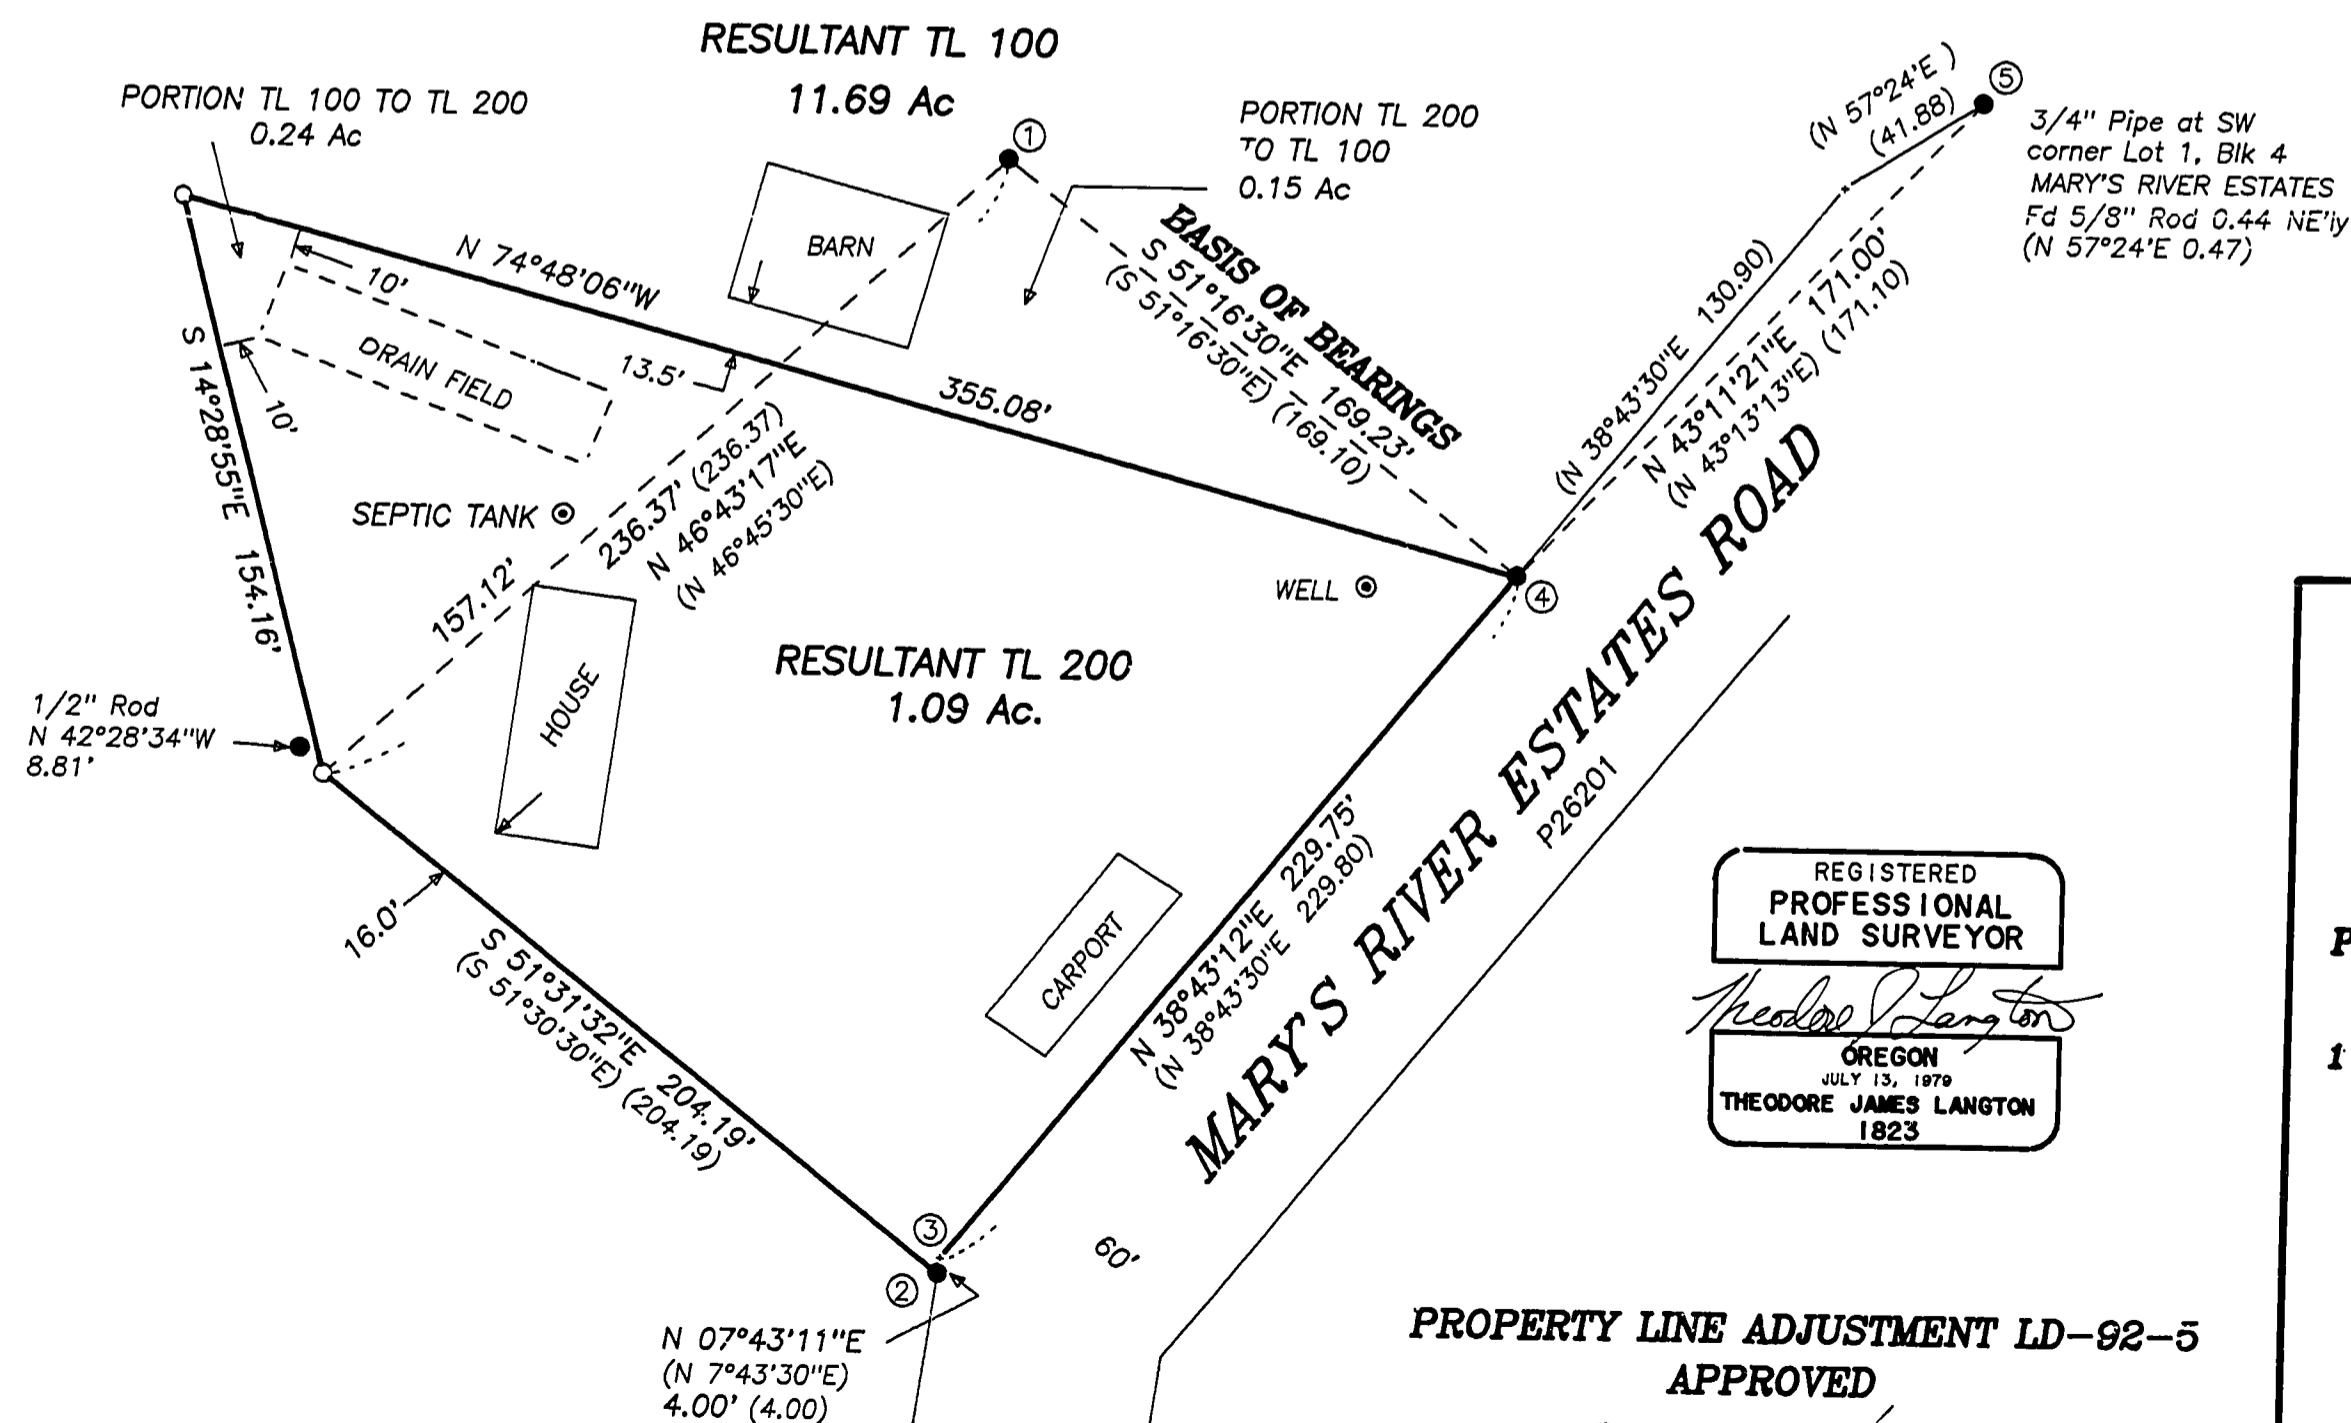 RESULTANT TL 100
11.69 Ac
PORTION TL 100 TO TL 200
0.24 Ac
①
PORTION TL 200
TO TL 100
0.15 Ac
(N 57°24'E )
(41.88)
⑤
3/4" Pipe at SW
corner Lot 1, Blk 4
MARY'S RIVER ESTATES
Fd 5/8" Rod 0.44 NE'ly
(N 57°24'E 0.47)
BARN
BASIS OF BEARINGS
S 51°16'30"E 169.23'
(S 51°16'30"E) (169.10)
N 74°48'06"W
355.08'
10'
DRAIN FIELD
10'
13.5'
S 14°28'55"E 154.16'
(N 38°43'30"E 130.90)
N 43°11'21"E 171.00'
(N 43°13'13"E) (171.10)
SEPTIC TANK
157.12'
236.37' (236.37)
N 46°43'17"E
(N 46°45'30"E)
WELL
④
HOUSE
RESULTANT TL 200
1.09 Ac.
1/2" Rod
N 42°28'34"W
8.81'
16.0'
S 51°31'32"E 204.19'
(S 51°30'30"E) (204.19)
CARPORT
N 38°43'12"E 229.75'
(N 38°43'30"E 229.80)
MARY'S RIVER ESTATES ROAD
P26201
60'
③
②
N 07°43'11"E
(N 7°43'30"E)
4.00' (4.00)
REGISTERED
PROFESSIONAL
LAND SURVEYOR
Theodore J Langton
OREGON
JULY 13, 1979
THEODORE JAMES LANGTON
1823
P
1
PROPERTY LINE ADJUSTMENT LD-92-5
APPROVED